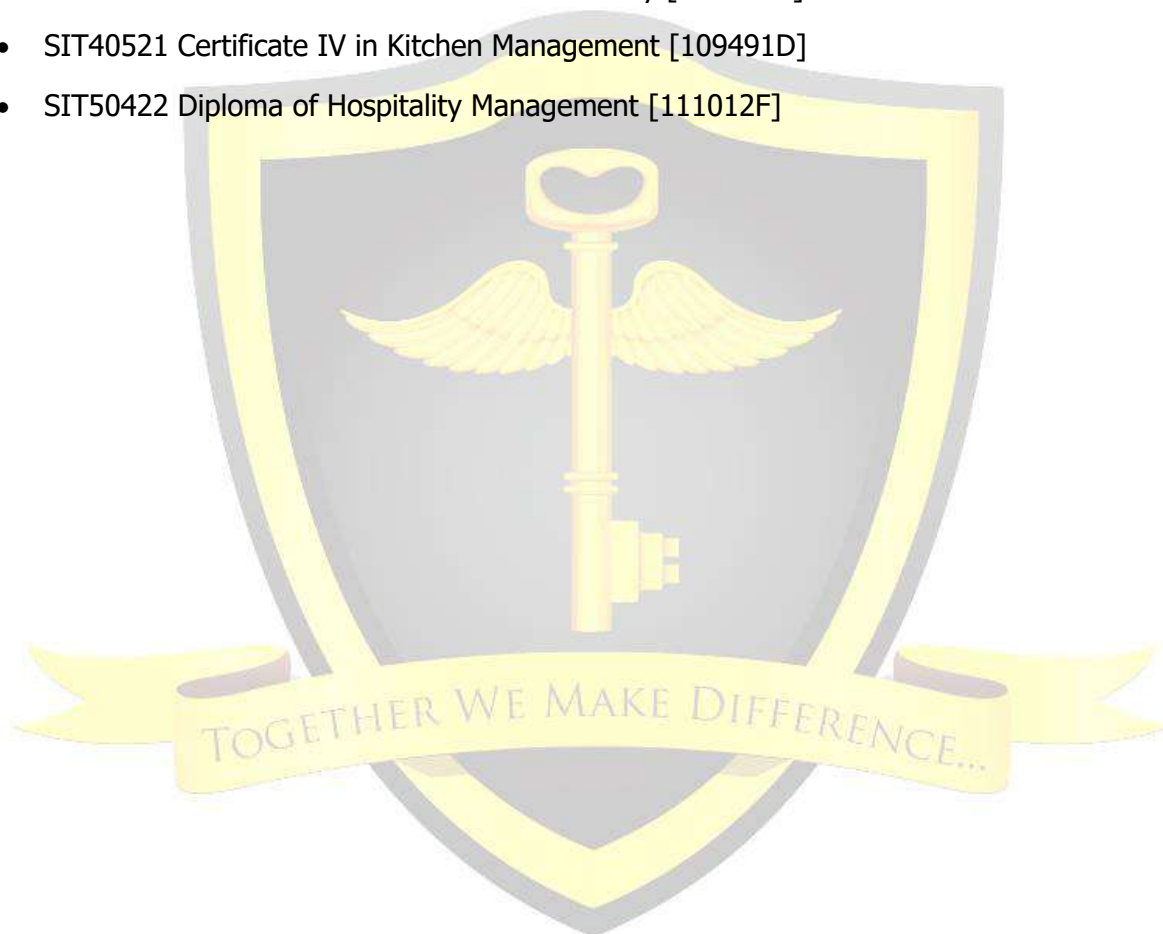 • SIT40521 Certificate IV in Kitchen Management [109491D]
• SIT50422 Diploma of Hospitality Management [111012F]
TOGETHER WE MAKE DIFFERENCE...